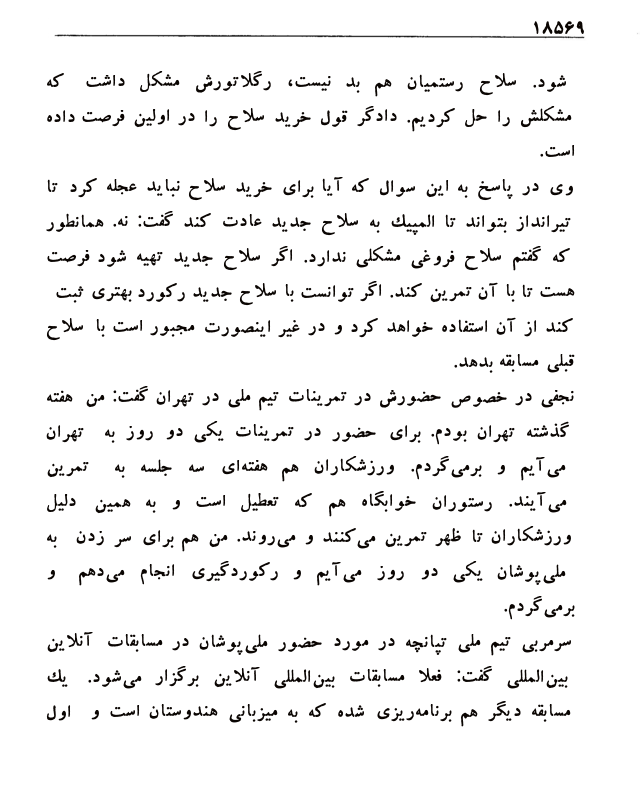 ۱۸۵۶۹
شود. سلاح رستمیان هم بد نیست، رگلاتورش مشکل داشت که
مشکلش را حل کردیم. دادگر قول خرید سلاح را در اولین فرصت داده
است.
وی در پاسخ به این سوال که آیا برای خرید سلاح نباید عجله کرد تا
تیرانداز بتواند تا المپیك به سلاح جدید عادت کند گفت: نه. همانطور
که گفتم سلاح فروغی مشکلی ندارد. اگر سلاح جدید تهیه شود فرصت
هست تا با آن تمرین کند. اگر توانست با سلاح جدید رکورد بهتری ثبت
کند از آن استفاده خواهد کرد و در غیر اینصورت مجبور است با سلاح
قبلی مسابقه بدهد.
نجفی در خصوص حضورش در تمرینات تیم ملی در تهران گفت: من هفته
گذشته تهران بودم. برای حضور در تمرینات یکی دو روز به تهران
می‌آیم و برمی‌گردم. ورزشکاران هم هفته‌ای سه جلسه به تمرین
می‌آیند. رستوران خوابگاه هم که تعطیل است و به همین دلیل
ورزشکاران تا ظهر تمرین می‌کنند و می‌روند. من هم برای سر زدن به
ملی‌پوشان یکی دو روز می‌آیم و رکوردگیری انجام می‌دهم و
برمی‌گردم.
سرمربی تیم ملی تپانچه در مورد حضور ملی‌پوشان در مسابقات آنلاین
بین‌المللی گفت: فعلا مسابقات بین‌المللی آنلاین برگزار می‌شود. یك
مسابقه دیگر هم برنامه‌ریزی شده که به میزبانی هندوستان است و اول